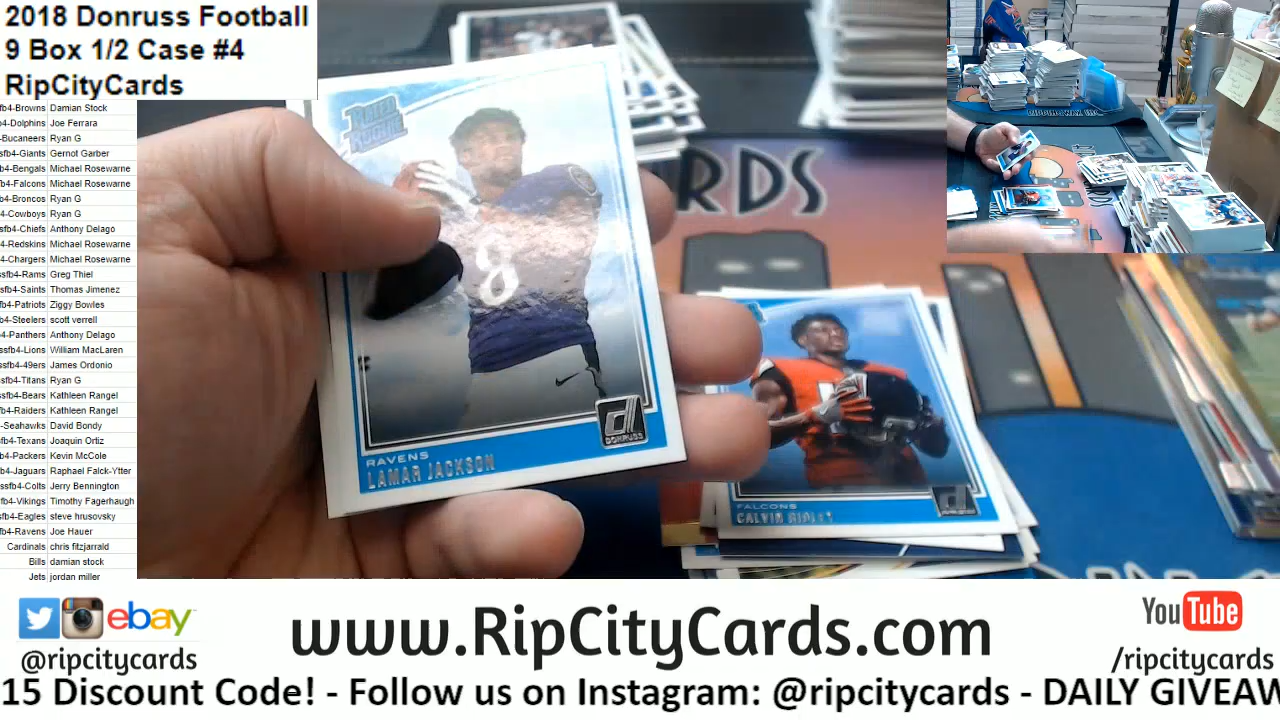 2018 Donruss Football
9 Box 1/2 Case #4
RipCityCards
fb4-Browns Damian Stock
-Dolphins Joe Ferrara
-Bucaneers Ryan G
sfb4-Giants Gernot Garber
fb4-Bengals Michael Rosewarne
fb4-Falcons Michael Rosewarne
fb4-Broncos Ryan G
-Cowboys Ryan G
sfb4-Chiefs Anthony Delago
4-Redskins Michael Rosewarne
4-Chargers Michael Rosewarne
ssfb4-Rams Greg Thiel
sfb4-Saints Thomas Jimenez
fb4-Patriots Ziggy Bowles
b4-Steelers scott verrell
b4-Panthers Anthony Delago
ssfb4-Lions William MacLaren
ssfb4-49ers James Ordonio
sfb4-Titans Ryan G
sfb4-Bears Kathleen Rangel
fb4-Raiders Kathleen Rangel
-Seahawks David Bondy
fb4-Texans Joaquin Ortiz
4-Packers Kevin McCole
fb4-Jaguars Raphael Falck-Ytter
ssfb4-Colts Jerry Bennington
fb4-Vikings Timothy Fagerhaugh
sfb4-Eagles steve hrusovsky
fb4-Ravens Joe Hauer
Cardinals chris fitzjarrald
Bills damian stock
Jets jordan miller
RATED ROOKIE
8
DONRUSS
RAVENS
LAMAR JACKSON
RDS
FALCONS
CALVIN RIDLEY
ebay
@ripcitycards
www.RipCityCards.com
YouTube
/ripcitycards
15 Discount Code! - Follow us on Instagram: @ripcitycards - DAILY GIVEAW